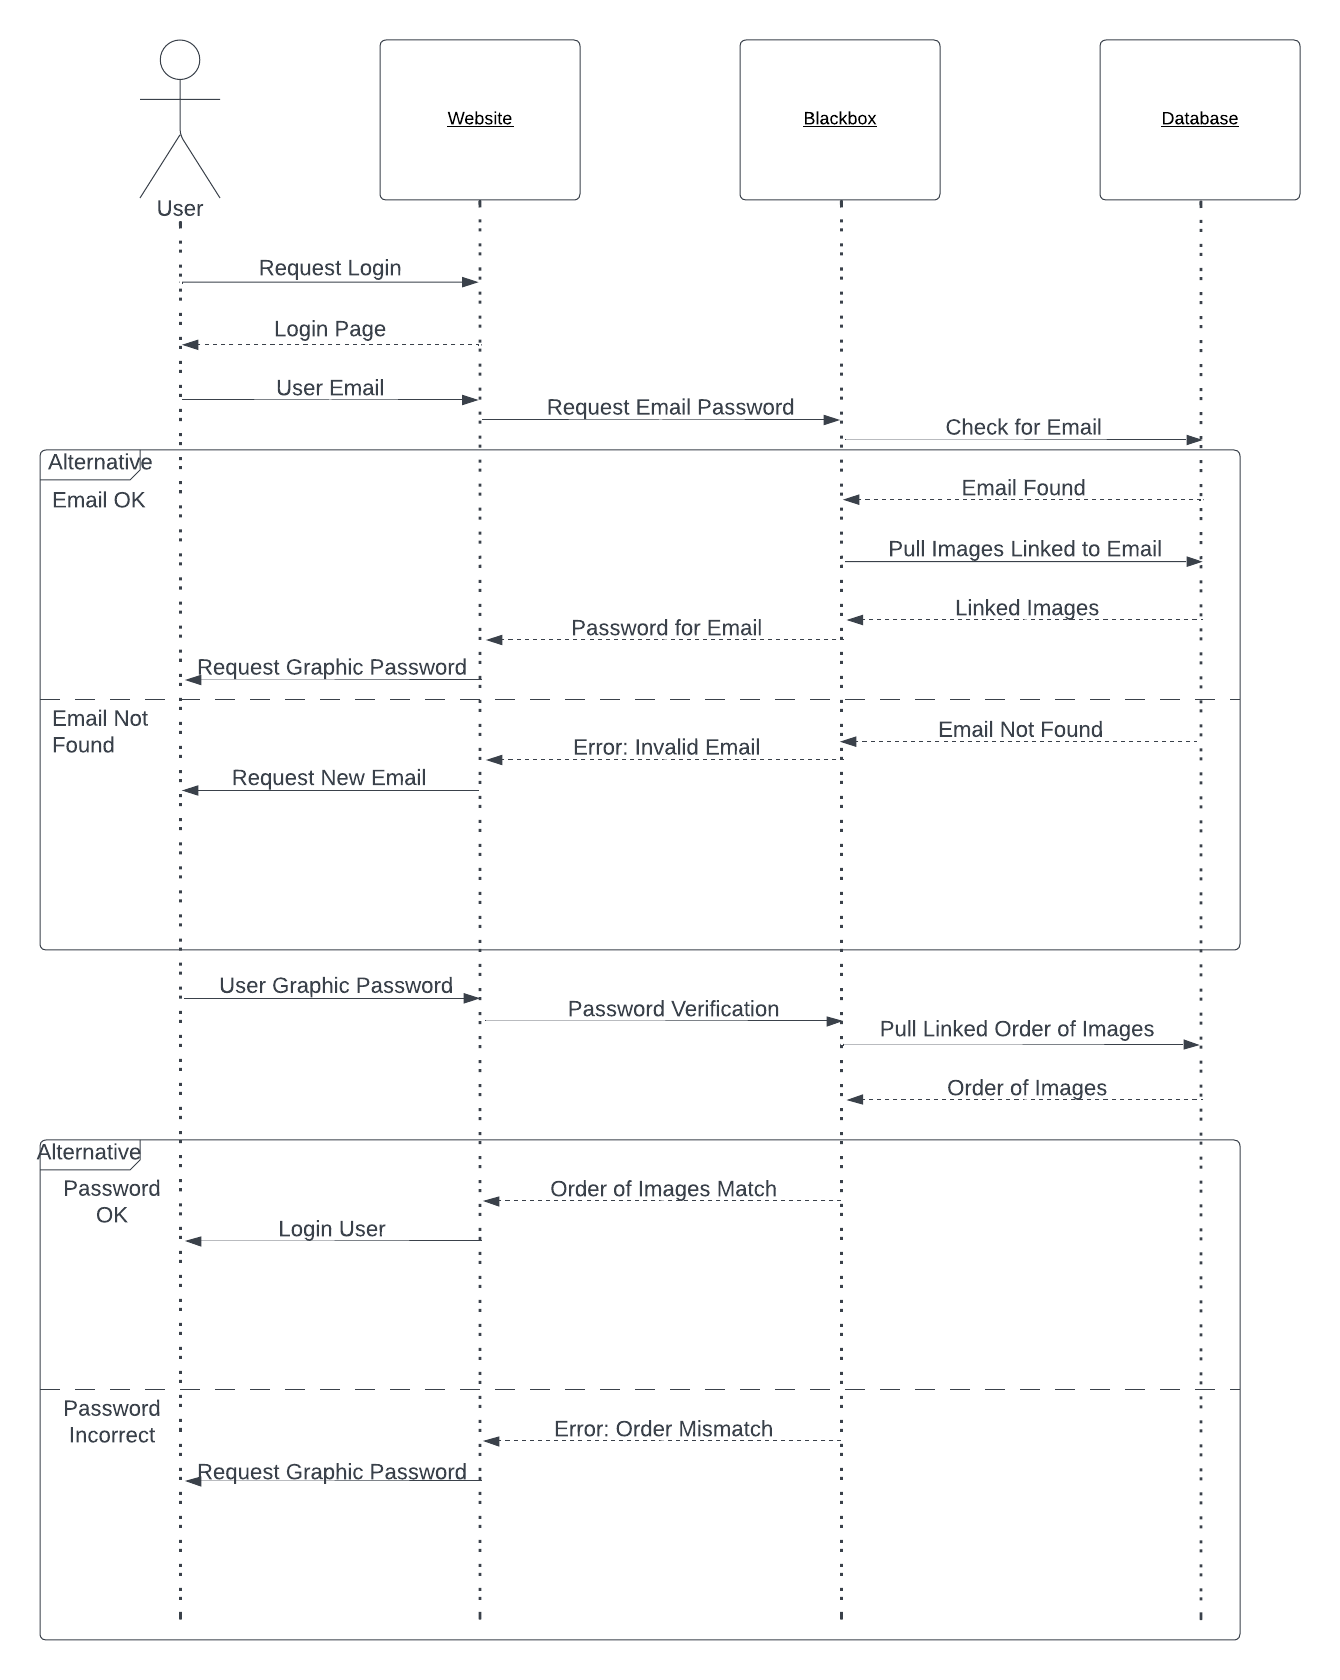 User
Website
Blackbox
Database
Request Login
Login Page
User Email
Request Email Password
Check for Email
Alternative
Email OK
Email Found
Pull Images Linked to Email
Linked Images
Password for Email
Request Graphic Password
Email Not
Found
Email Not Found
Error: Invalid Email
Request New Email
User Graphic Password
Password Verification
Pull Linked Order of Images
Order of Images
Alternative
Password
OK
Order of Images Match
Login User
Password
Incorrect
Error: Order Mismatch
Request Graphic Password